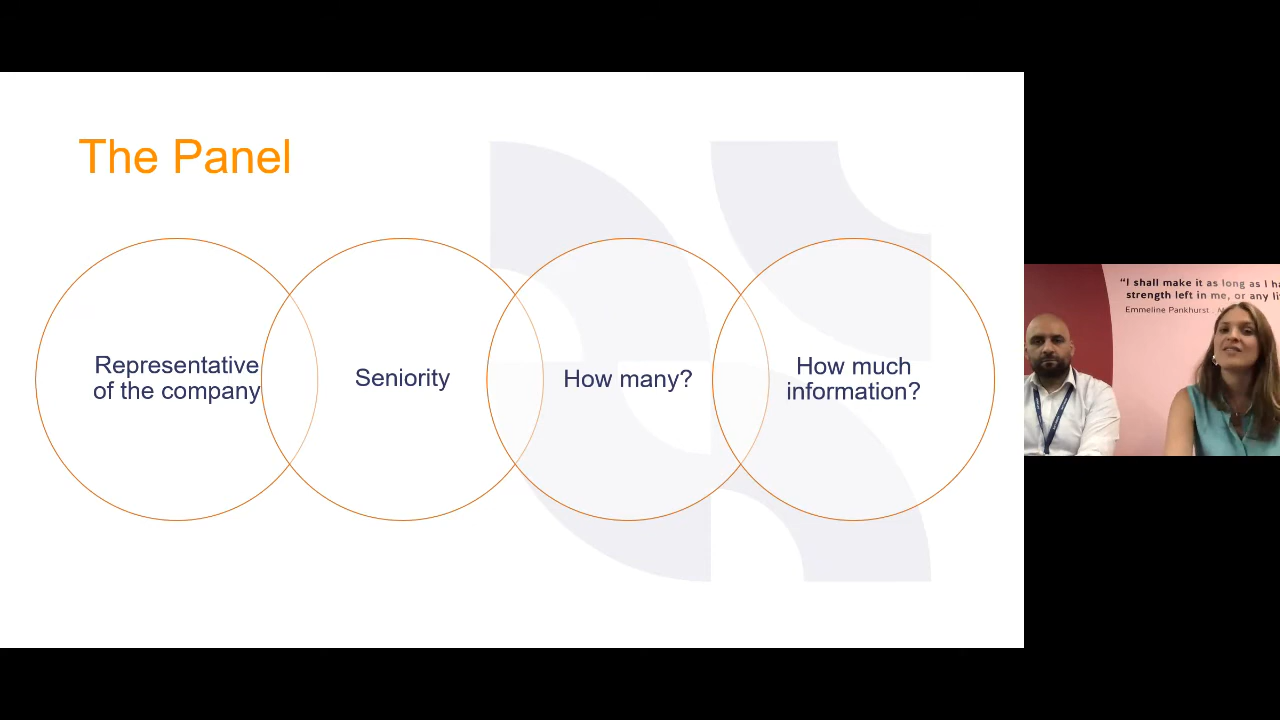 The Panel
Representative
of the company
Seniority
How many?
How much
information?
“I shall make it as long as I ha
strength left in me, or any li
Emmeline Pankhurst